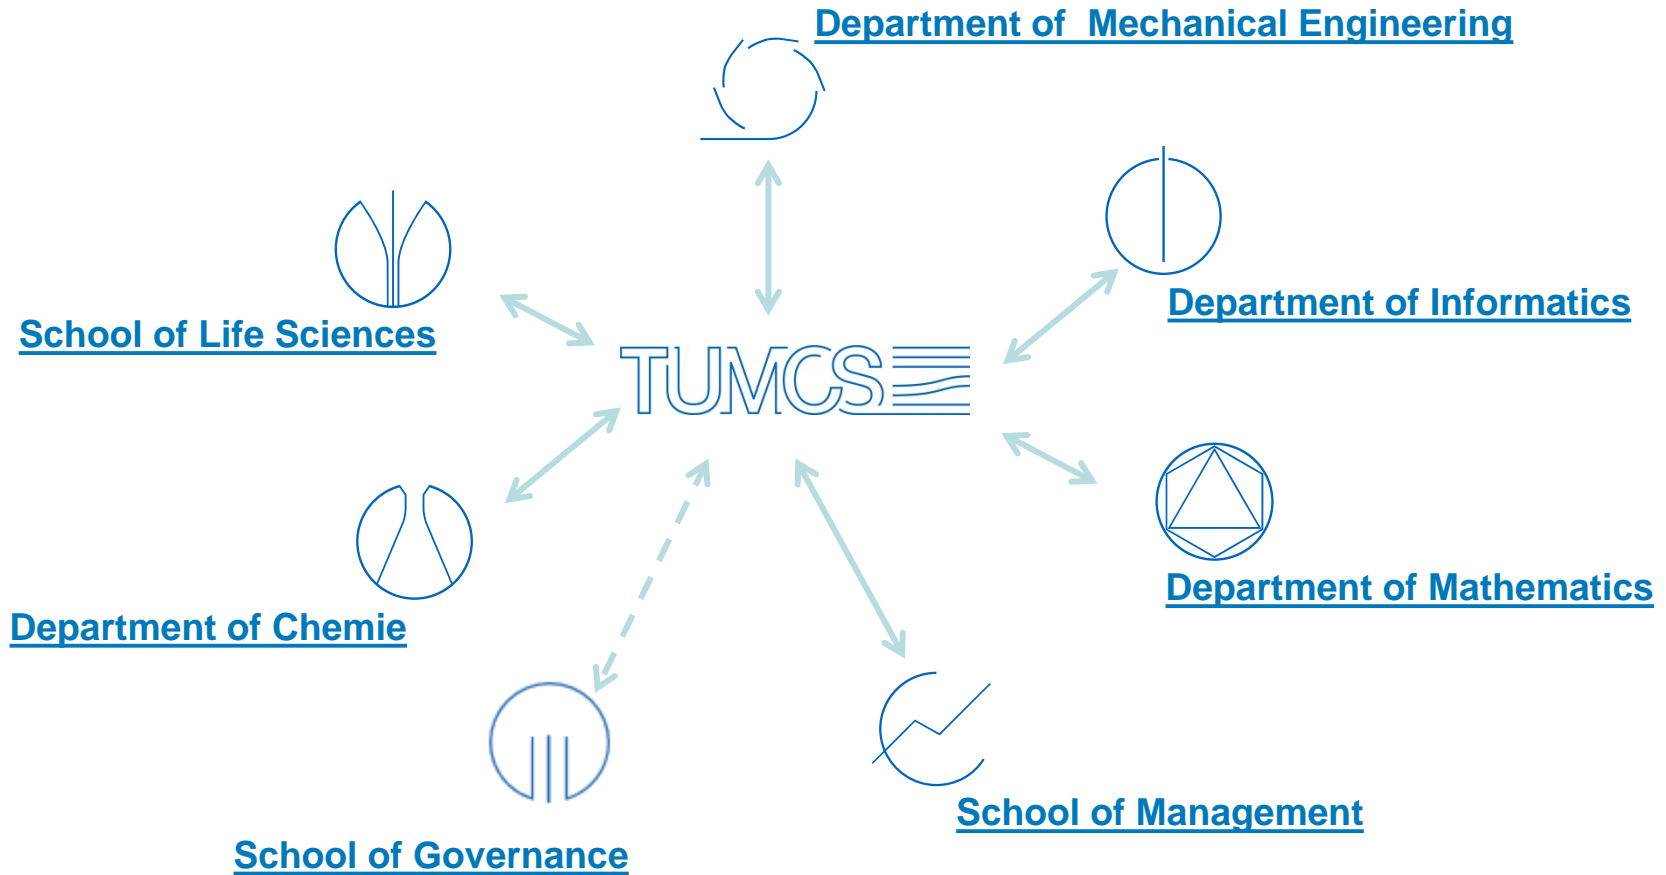 Department of  Mechanical Engineering
Department of Informatics
School of Life Sciences
TUMCS
Department of Mathematics
Department of Chemie
School of Management
School of Governance